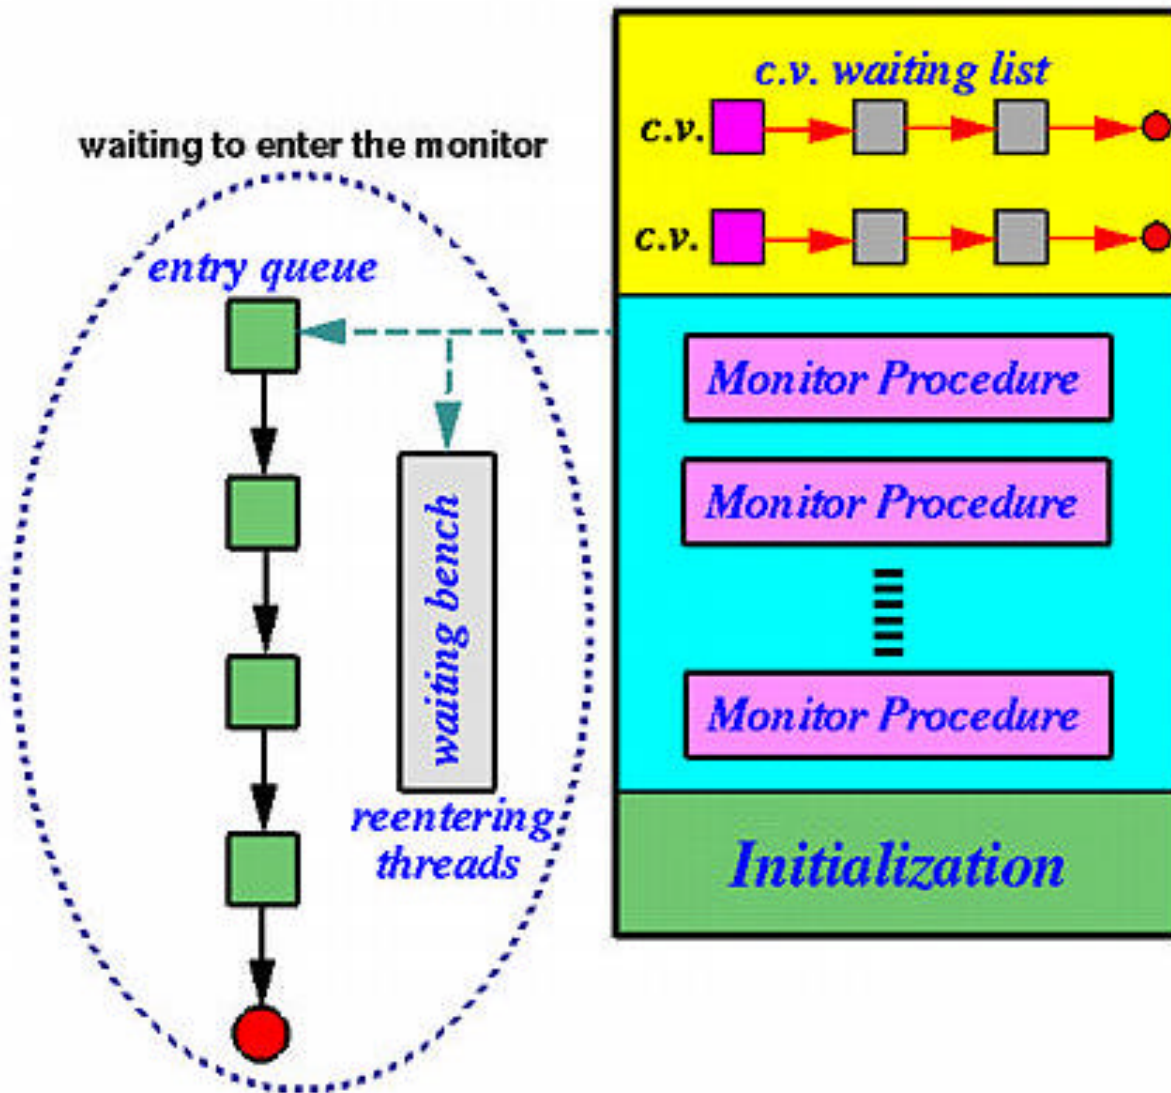 waiting to enter the monitor
entry queue
waiting bench
reentering
threads
c.v. waiting list
c.v.
c.v.
Monitor Procedure
Monitor Procedure
Monitor Procedure
Initialization